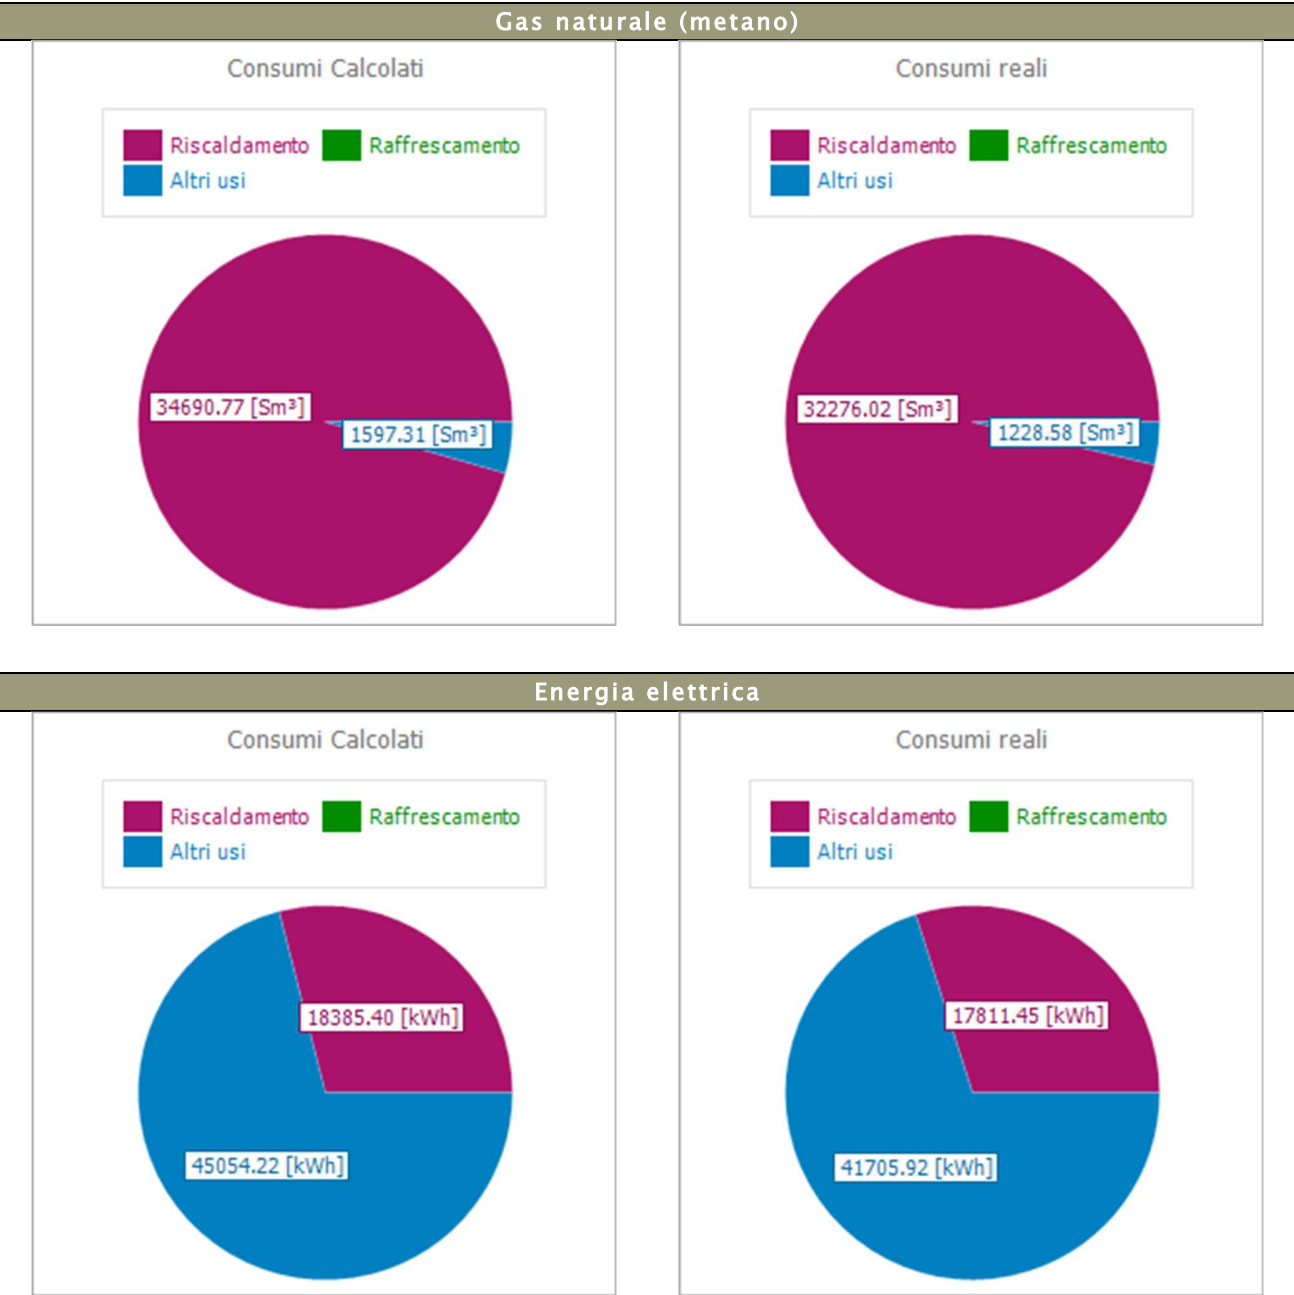 Gas naturale (metano)
Consumi Calcolati
Riscaldamento Raffrescamento
Altri usi
34690.77 [Sm³]
1597.31 [Sm³]
Consumi reali
Riscaldamento Raffrescamento
Altri usi
32276.02 [Sm³]
1228.58 [Sm³]
Energia elettrica
Consumi Calcolati
Riscaldamento Raffrescamento
Altri usi
18385.40 [kWh]
45054.22 [kWh]
Consumi reali
Riscaldamento Raffrescamento
Altri usi
17811.45 [kWh]
41705.92 [kWh]